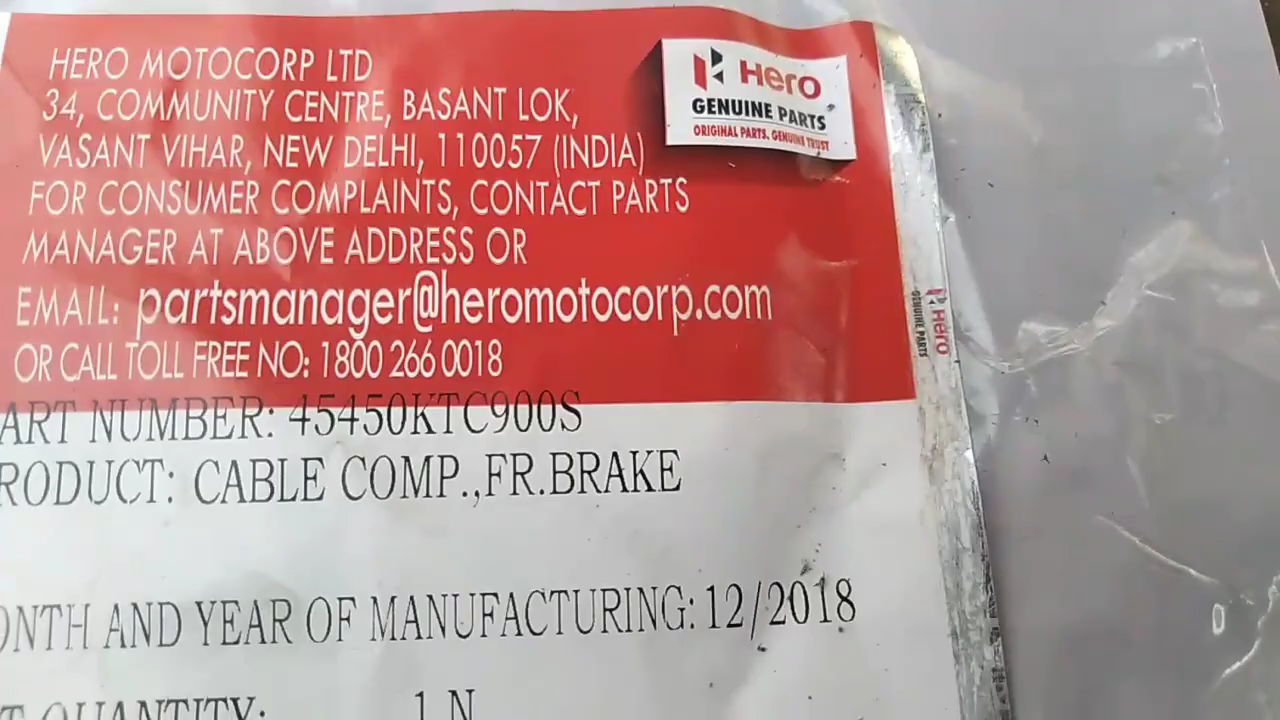 HERO MOTOCORP LTD
34, COMMUNITY CENTRE, BASANT LOK,
VASANT VIHAR, NEW DELHI, 110057 (INDIA)
FOR CONSUMER COMPLAINTS, CONTACT PARTS
MANAGER AT ABOVE ADDRESS OR
EMAIL: partsmanager@heromotocorp.com
OR CALL TOLL FREE NO: 1800 266 0018
Hero
GENUINE PARTS
ORIGINAL PARTS. GENUINE TRUST
Hero
GENUINE PARTS
ART NUMBER: 45450KTC900S
RODUCT: CABLE COMP.,FR.BRAKE
ONTH AND YEAR OF MANUFACTURING: 12/2018
T QUANTITY: 1 N